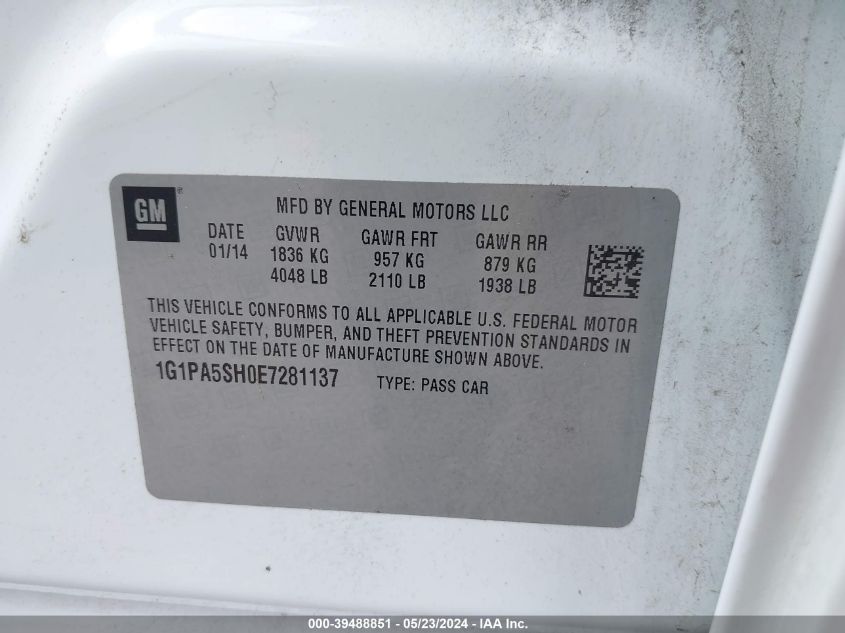 GM ®
MFD BY GENERAL MOTORS LLC
DATE GVWR GAWR FRT GAWR RR
01/14 1836 KG 957 KG 879 KG
4048 LB 2110 LB 1938 LB
THIS VEHICLE CONFORMS TO ALL APPLICABLE U.S. FEDERAL MOTOR
VEHICLE SAFETY, BUMPER, AND THEFT PREVENTION STANDARDS IN
EFFECT ON THE DATE OF MANUFACTURE SHOWN ABOVE.
1G1PA5SH0E7281137 TYPE: PASS CAR
000-39488851 - 05/23/2024 - IAA Inc.